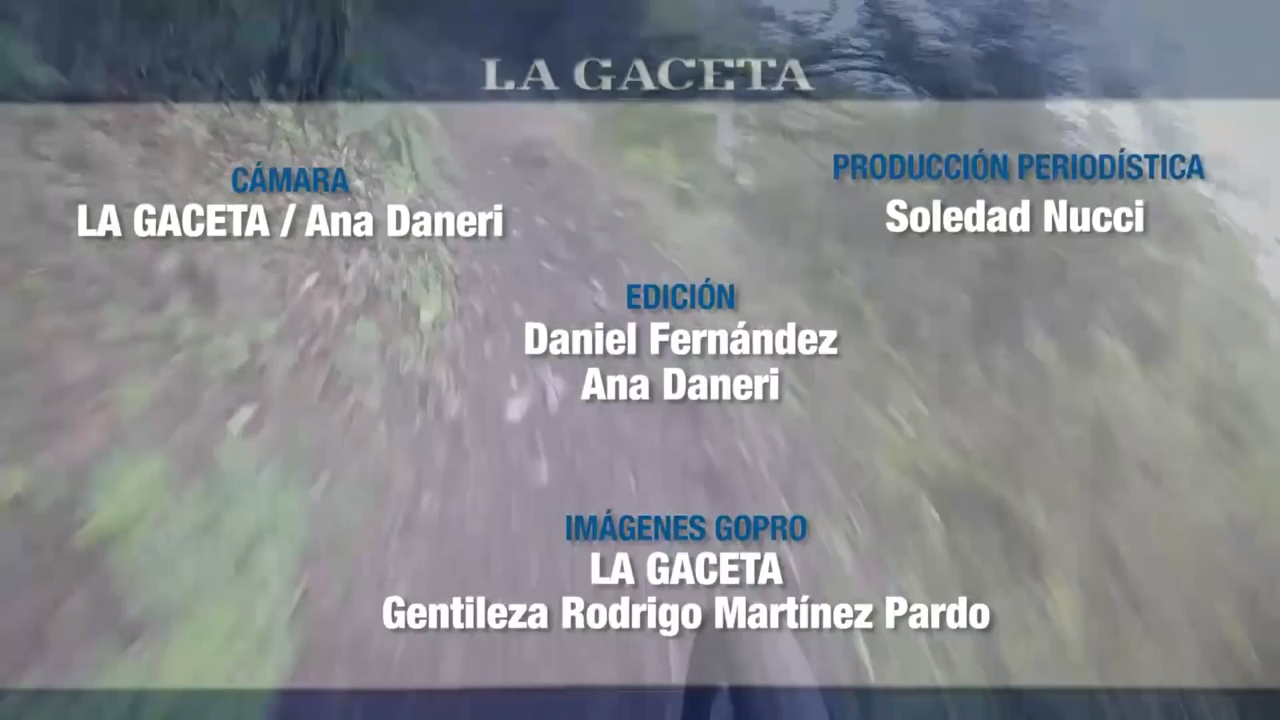 LA GACETA
CÁMARA
LA GACETA / Ana Daneri
PRODUCCIÓN PERIODÍSTICA
Soledad Nucci
EDICIÓN
Daniel Fernández
Ana Daneri
IMÁGENES GOPRO
LA GACETA
Gentileza Rodrigo Martínez Pardo